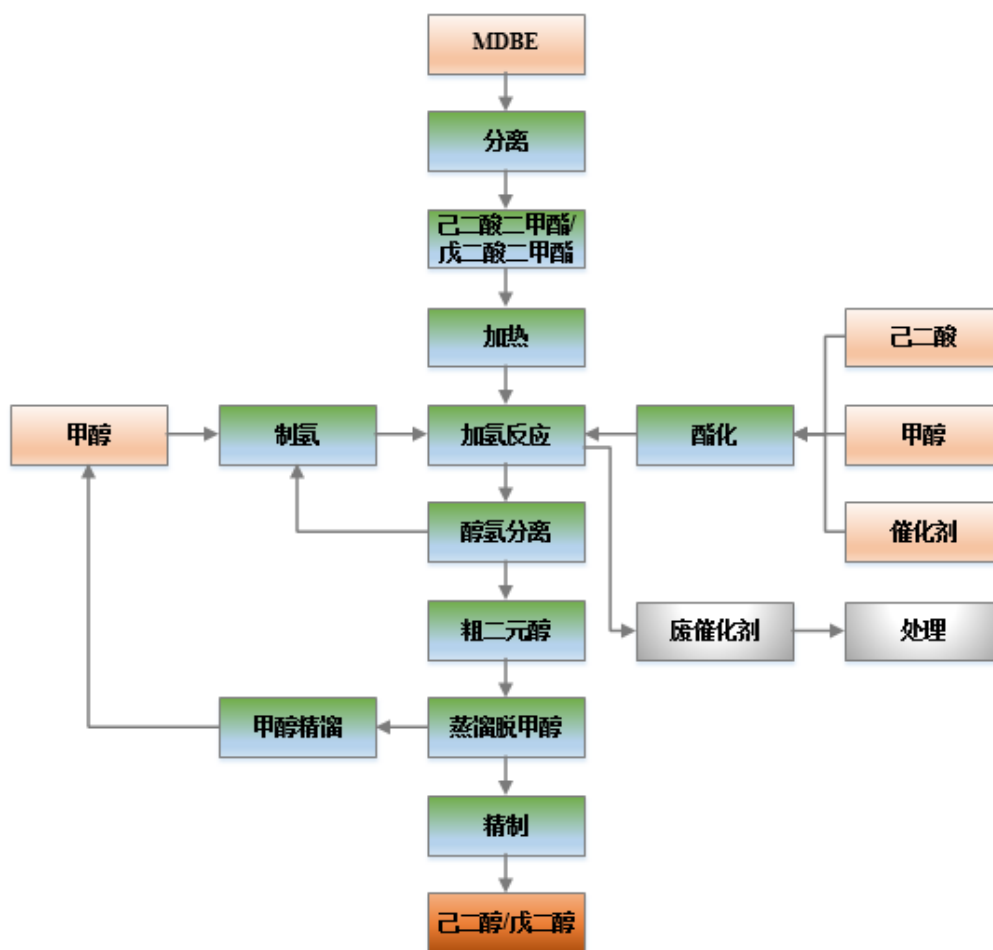 MDBE
分离
己二酸二甲酯/
戊二酸二甲酯
加热
己二酸
甲醇
制氢
加氢反应
酯化
甲醇
醇氢分离
催化剂
粗二元醇
废催化剂
处理
甲醇精溜
蒸溜脱甲醇
精制
己二醇/戊二醇